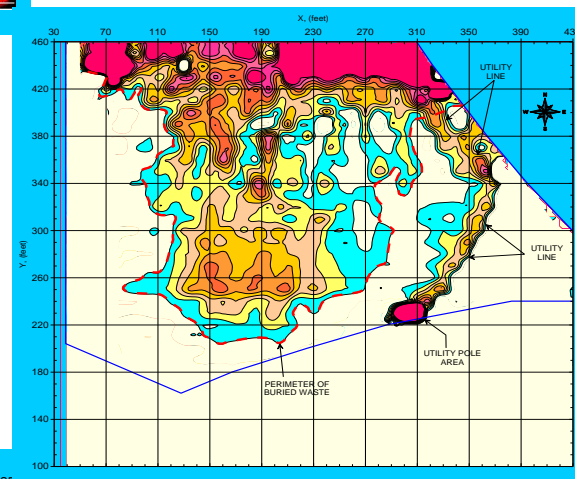 X, (feet)
30 70 110 150 190 230 270 310 350 390 43
460
420
380
340
300
260
220
180
140
100
Y, (feet)
UTILITY
LINE
N
W E
S
UTILITY
LINE
UTILITY POLE
AREA
PERIMETER OF
BURIED WASTE